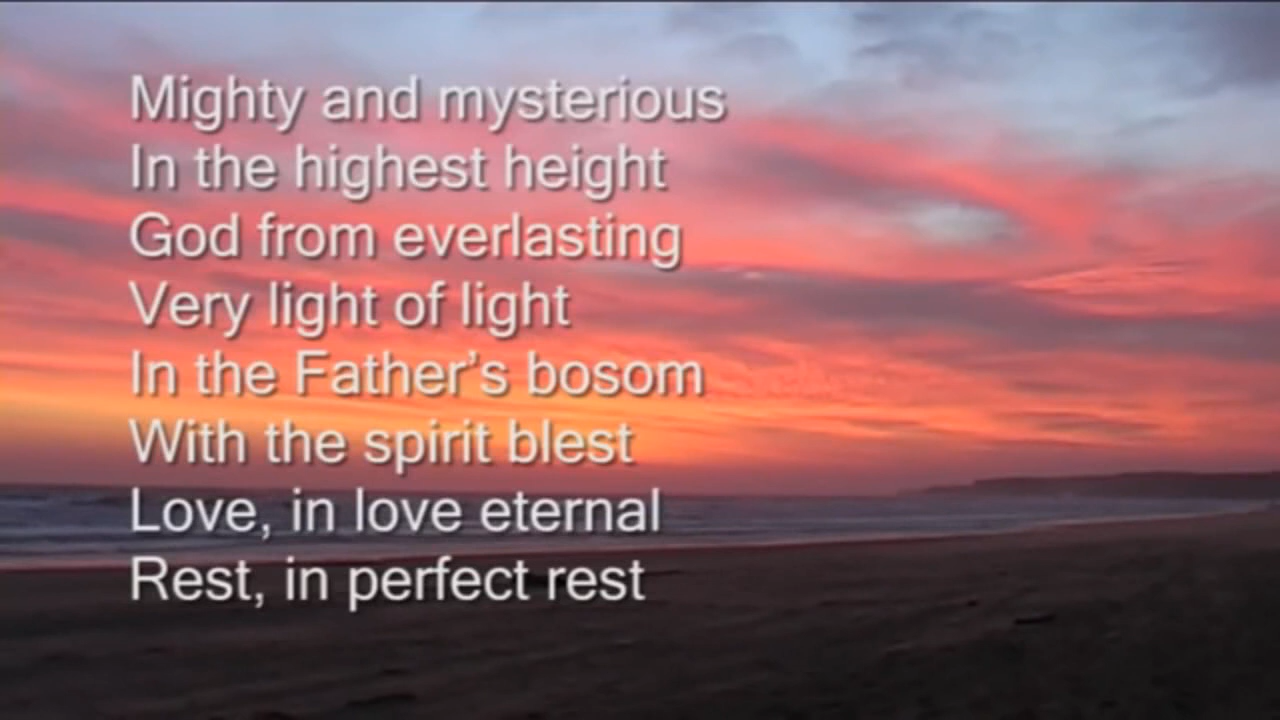 Mighty and mysterious
In the highest height
God from everlasting
Very light of light
In the Father’s bosom
With the spirit blest
Love, in love eternal
Rest, in perfect rest